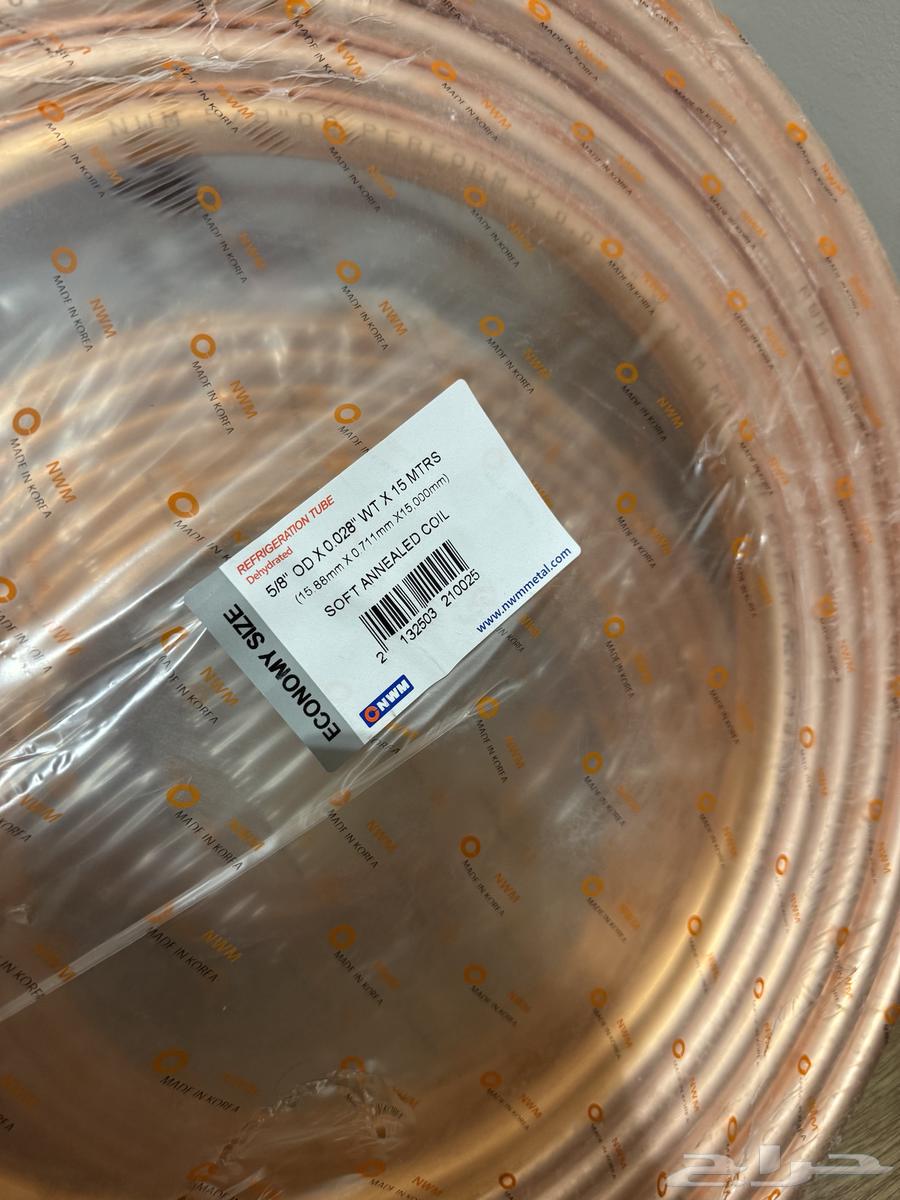 REFRIGERATION TUBE
Dehydrated
5/8" OD X 0.028" WT X 15 MTRS
(15.88mm X 0.711mm X15.000mm)
SOFT ANNEALED COIL
2 132503 210025
www.nwmmetal.com
NWM
ECONOMY SIZE
MADE IN KOREA
NWM
حراج